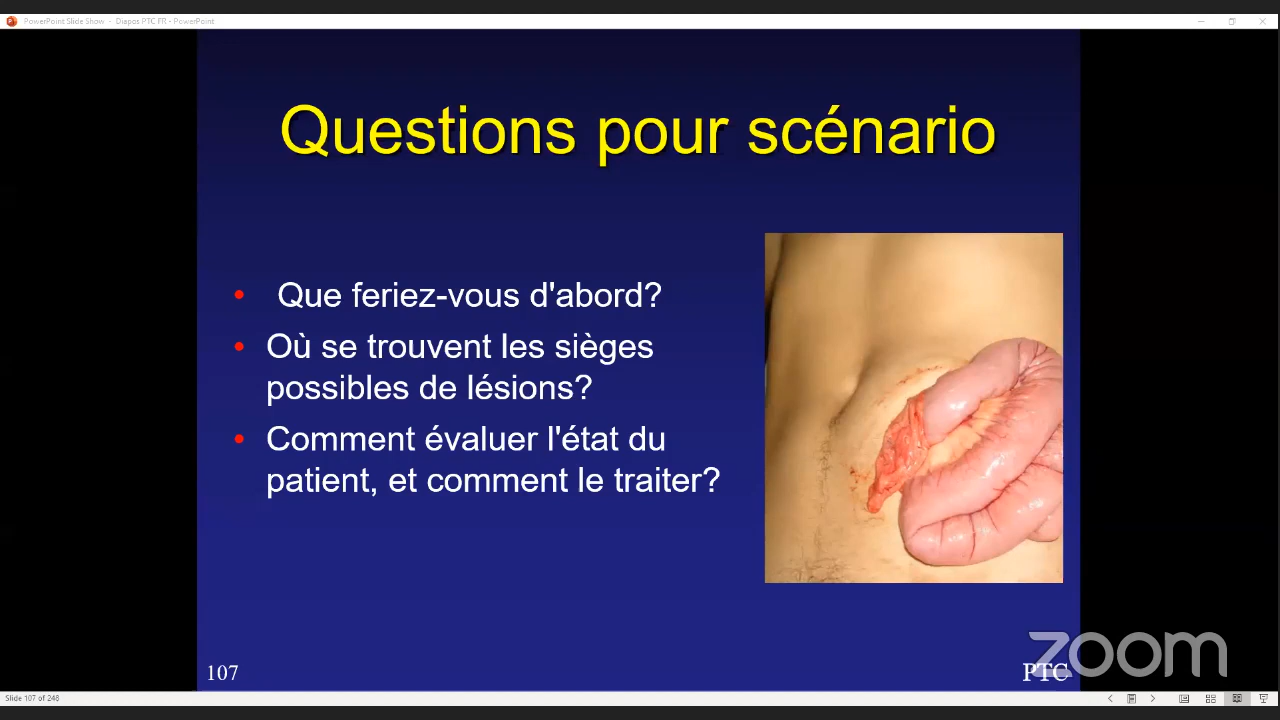 PowerPoint Slide Show - Diapos PTC FR - PowerPoint
Questions pour scénario
• Que feriez-vous d'abord?
• Où se trouvent les sièges
possibles de lésions?
• Comment évaluer l'état du
patient, et comment le traiter?
107
PTC
zoom
Slide 107 of 248